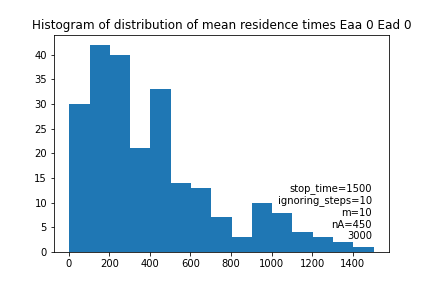 Histogram of distribution of mean residence times Eaa 0 Ead 0
40
35
30
25
20
15
10
5
0
stop_time=1500
ignoring_steps=10
m=10
nA=450
3000
0 200 400 600 800 1000 1200 1400